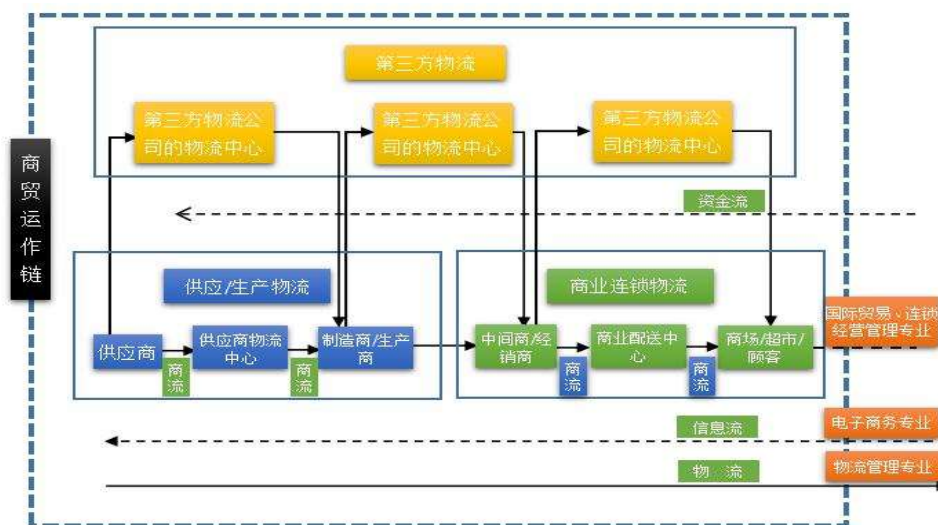 第三方物流
第三方物流公
司的物流中心
第三方物流公
司的物流中心
第三方物流公
司的物流中心
商
贸
运
作
链
资金流
供应/生产物流
商业连锁物流
国际贸易、连锁
经营管理专业
供应商
供应商物流
中心
制造商/生产
商
中间商/经
销商
商业配送中
心
商场/超市/
顾客
商
流
商
流
商
流
商
流
信息流
电子商务专业
物 流
物流管理专业